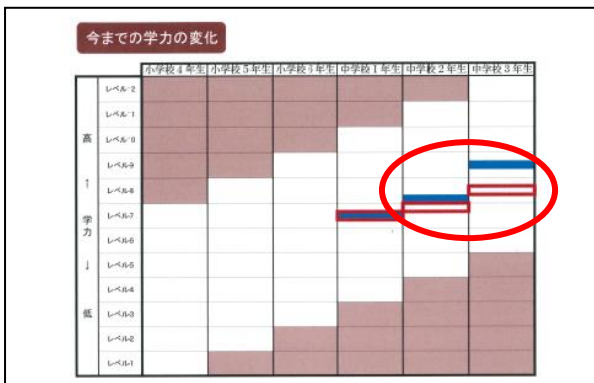 今までの学力の変化
小学校4年生 小学校5年生 小学校6年生 中学校1年生 中学校2年生 中学校3年生
高 ↑ 学力 ↓ 低
レベル12
レベル11
レベル10
レベル9
レベル8
レベル7
レベル6
レベル5
レベル4
レベル3
レベル2
レベル1